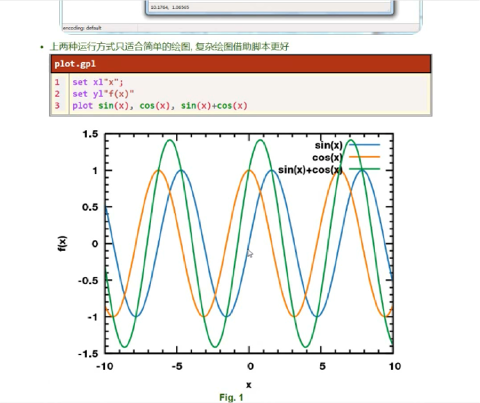 10.1764, 1.08565
encoding: default
• 上两种运行方式只适合简单的绘图, 复杂绘图借助脚本更好
plot.gpl
1 set xl"x";
2 set yl"f(x)"
3 plot sin(x), cos(x), sin(x)+cos(x)
1.5
sin(x)
cos(x)
1
sin(x)+cos(x)
0.5
f(x)
0
-0.5
-1
-1.5
-10 -5 0 5 10
x
Fig. 1